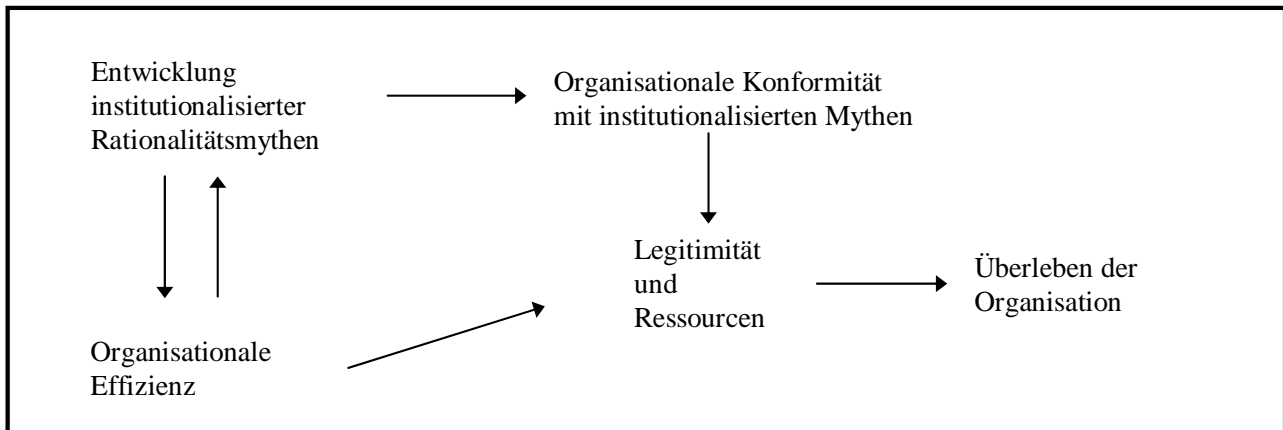 Entwicklung
institutionalisierter
Rationalitätsmythen
Organisationale Konformität
mit institutionalisierten Mythen
Legitimität
und
Ressourcen
Überleben der
Organisation
Organisationale
Effizienz